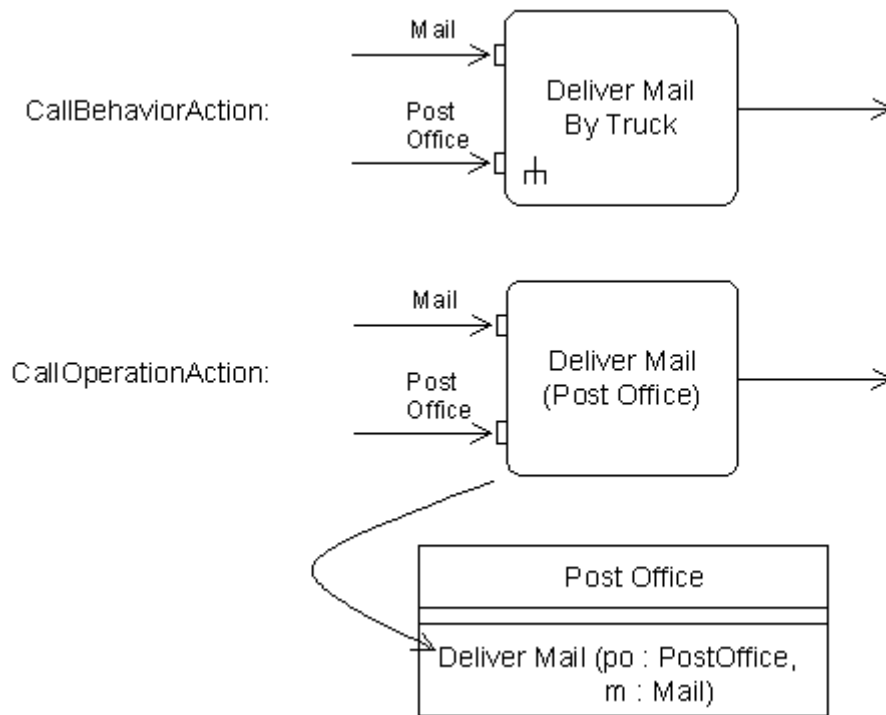 Mail
CallBehaviorAction:
Post
Office
Deliver Mail
By Truck
Mail
CallOperationAction:
Post
Office
Deliver Mail
(Post Office)
Post Office
Deliver Mail (po : PostOffice,
m : Mail)